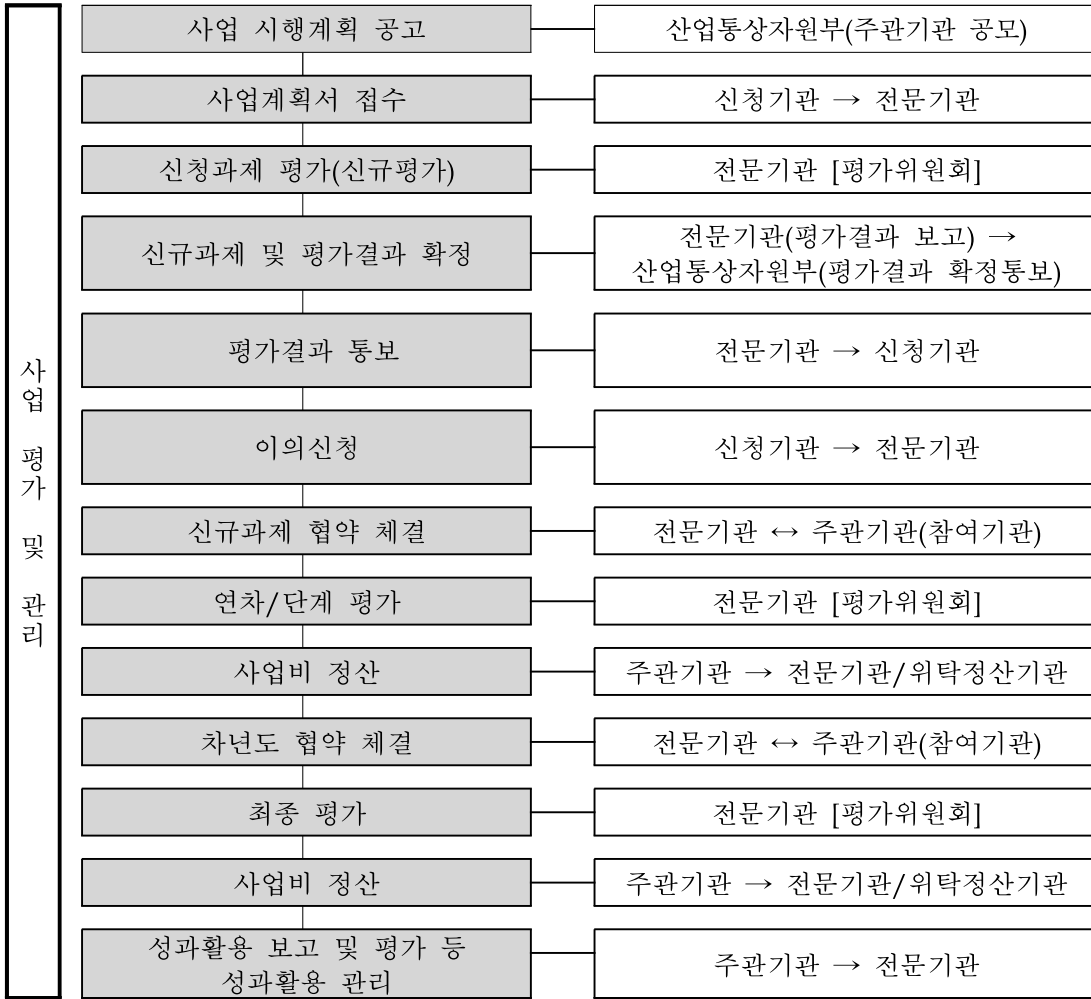 사업 평가 및 관리
사업 시행계획 공고
산업통상자원부(주관기관 공모)
사업계획서 접수
신청기관 → 전문기관
신청과제 평가(신규평가)
전문기관 [평가위원회]
신규과제 및 평가결과 확정
전문기관(평가결과 보고) →
산업통상자원부(평가결과 확정통보)
평가결과 통보
전문기관 → 신청기관
이의신청
신청기관 → 전문기관
신규과제 협약 체결
전문기관 ↔ 주관기관(참여기관)
연차/단계 평가
전문기관 [평가위원회]
사업비 정산
주관기관 → 전문기관/위탁정산기관
차년도 협약 체결
전문기관 ↔ 주관기관(참여기관)
최종 평가
전문기관 [평가위원회]
사업비 정산
주관기관 → 전문기관/위탁정산기관
성과활용 보고 및 평가 등
성과활용 관리
주관기관 → 전문기관